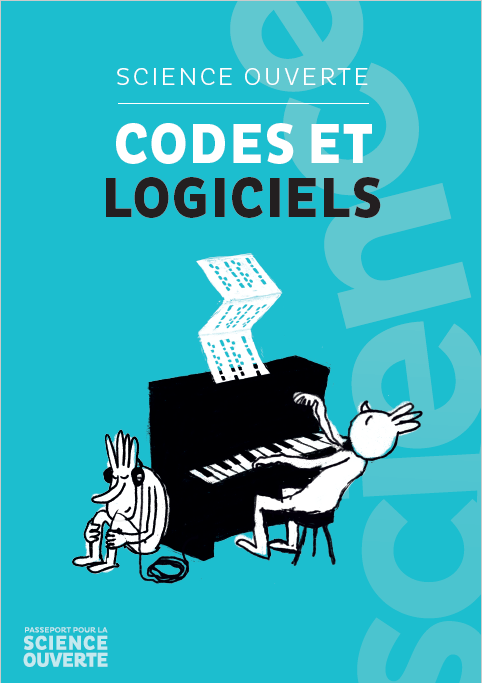 SCIENCE OUVERTE
CODES ET
LOGICIELS
science
PASSEPORT POUR LA
SCIENCE
OUVERTE